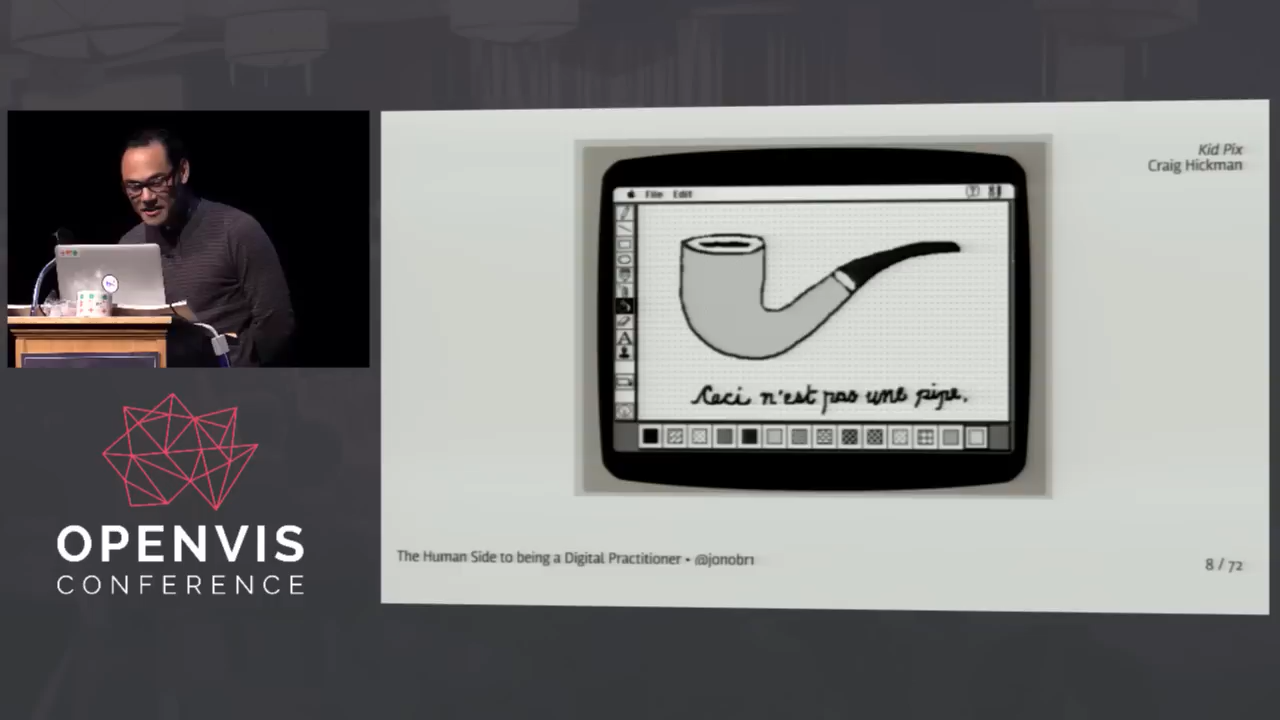 Kid Pix
Craig Hickman
File Edit
A
Ceci n'est pas une pipe.
The Human Side to being a Digital Practitioner • @jonobr1
8 / 72
OPENVIS
CONFERENCE